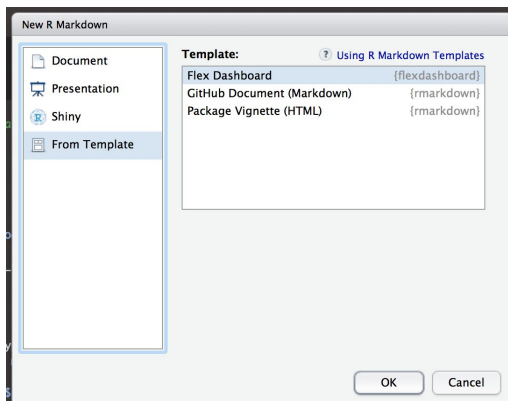 New R Markdown
Document
Presentation
Shiny
From Template
Template:
? Using R Markdown Templates
Flex Dashboard {flexdashboard}
GitHub Document (Markdown) {rmarkdown}
Package Vignette (HTML) {rmarkdown}
OK Cancel